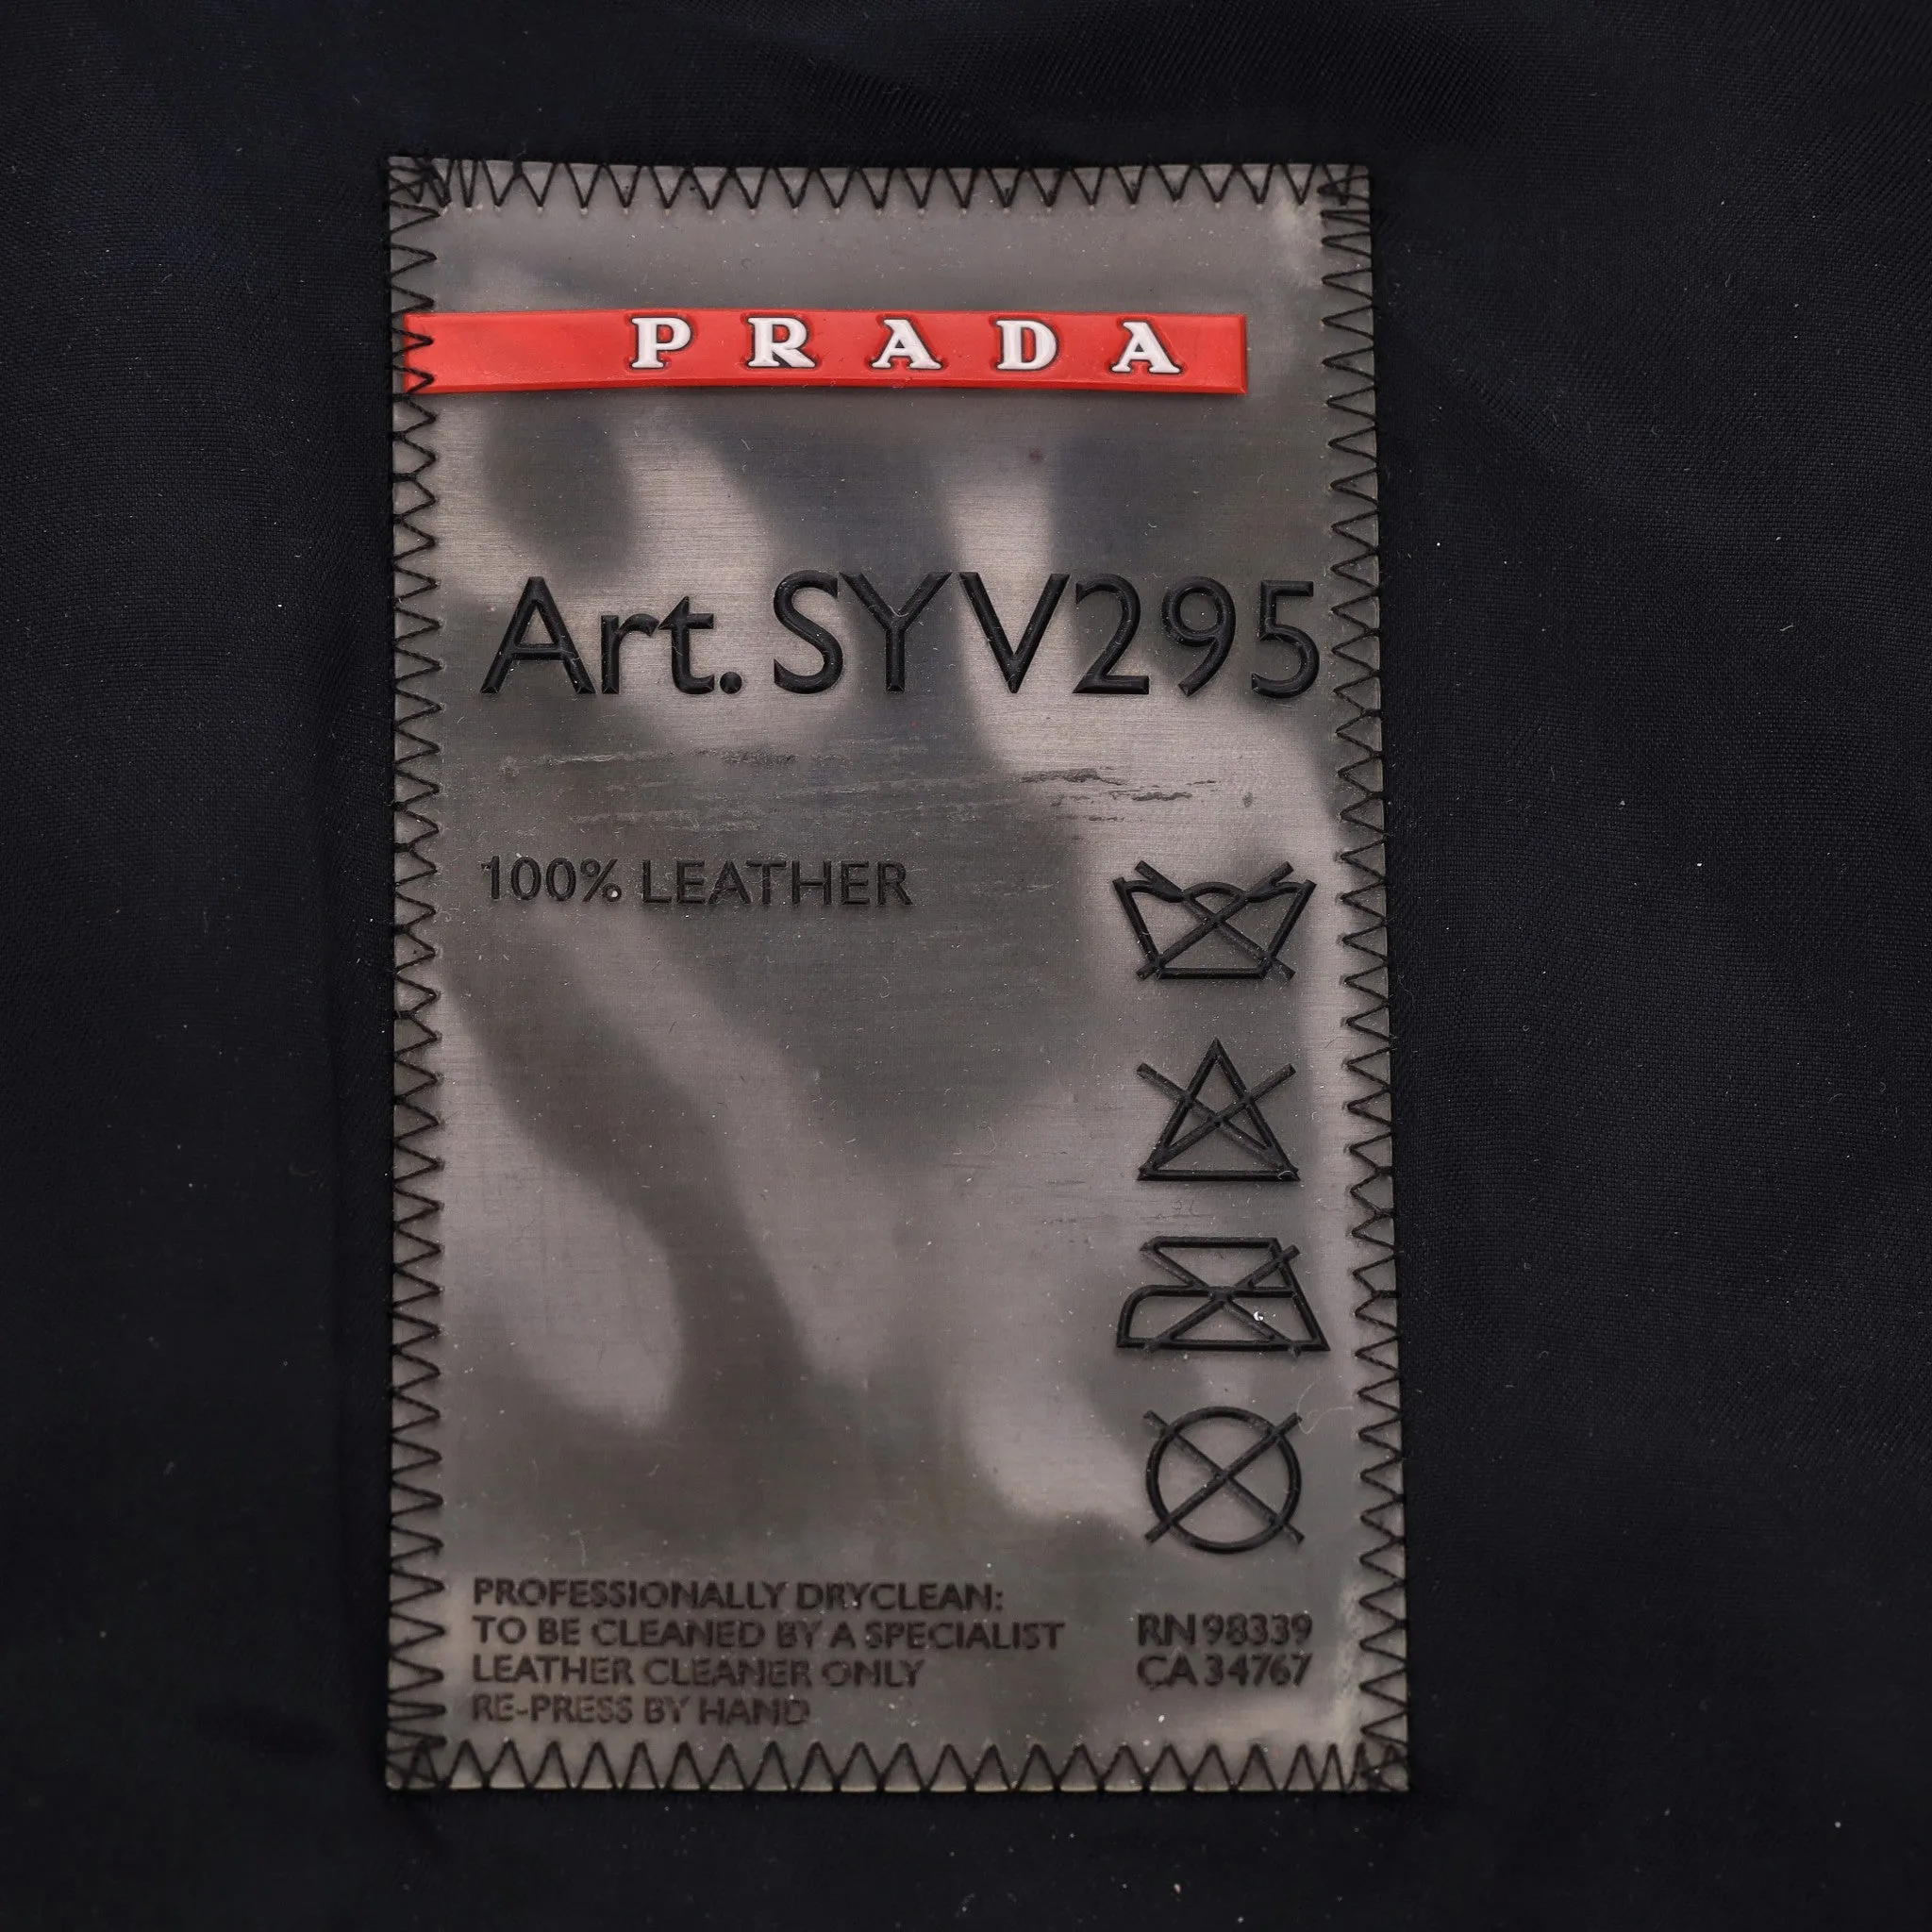 PRADA
Art. SYV295
100% LEATHER
PROFESSIONALLY DRYCLEAN:
TO BE CLEANED BY A SPECIALIST
LEATHER CLEANER ONLY
RE-PRESS BY HAND
RN 98339
CA 34767